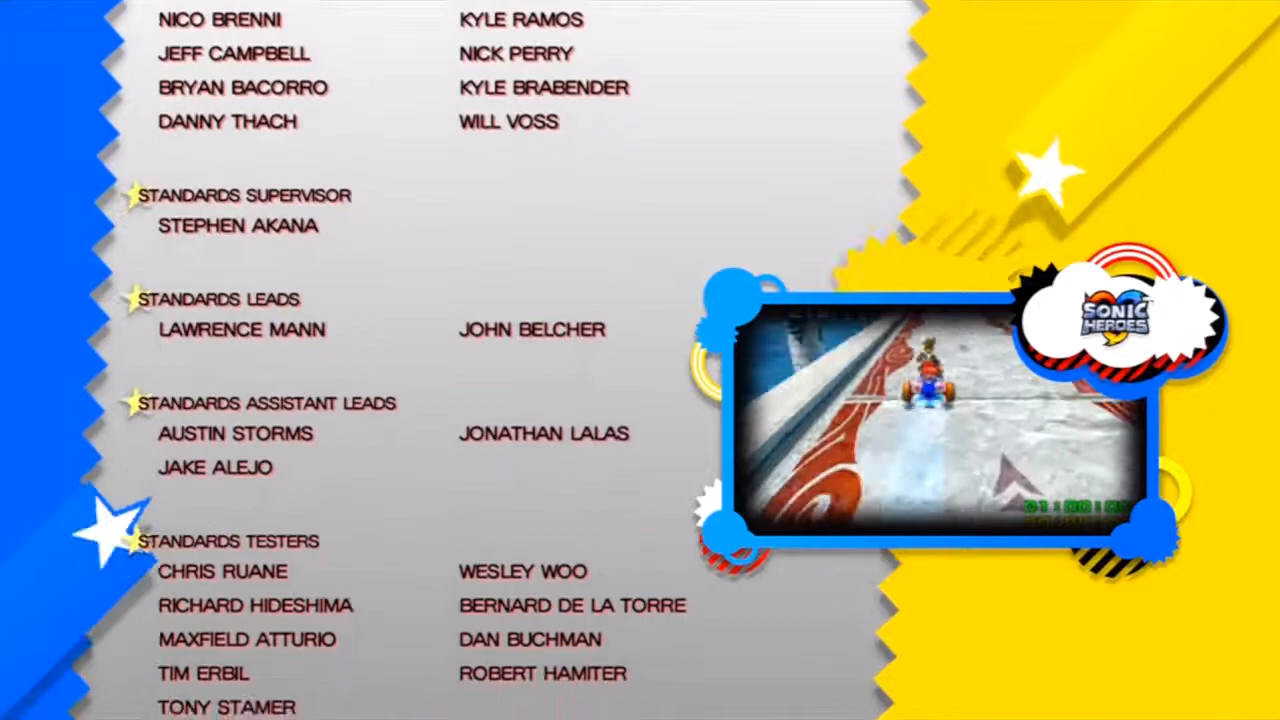 NICO BRENNI KYLE RAMOS
JEFF CAMPBELL NICK PERRY
BRYAN BACORRO KYLE BRABENDER
DANNY THACH WILL VOSS
STANDARDS SUPERVISOR
STEPHEN AKANA
STANDARDS LEADS
LAWRENCE MANN JOHN BELCHER
STANDARDS ASSISTANT LEADS
AUSTIN STORMS JONATHAN LALAS
JAKE ALEJO
STANDARDS TESTERS
CHRIS RUANE WESLEY WOO
RICHARD HIDESHIMA BERNARD DE LA TORRE
MAXFIELD ATTURIO DAN BUCHMAN
TIM ERBIL ROBERT HAMITER
TONY STAMER
SONIC
HEROES